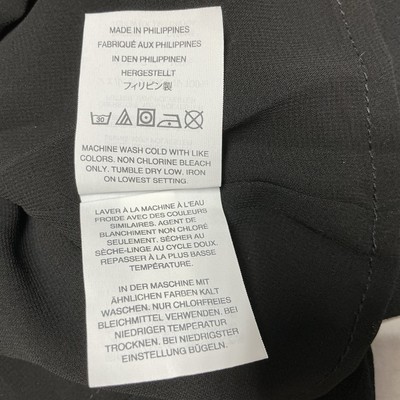 MADE IN PHILIPPINES
FABRIQUÉ AUX PHILIPPINES
IN DEN PHILIPPINEN
HERGESTELLT
フィリピン製
30
MACHINE WASH COLD WITH LIKE
COLORS. NON CHLORINE BLEACH
ONLY. TUMBLE DRY LOW. IRON
ON LOWEST SETTING.
LAVER À LA MACHINE À L'EAU
FROIDE AVEC DES COULEURS
SIMILAIRES. AGENT DE
BLANCHIMENT NON CHLORÉ
SEULEMENT. SÉCHER AU
SÈCHE-LINGE AU CYCLE DOUX.
REPASSER À LA PLUS BASSE
TEMPÉRATURE.
IN DER MASCHINE MIT
ÄHNLICHEN FARBEN KALT
WASCHEN. NUR CHLORFREIES
BLEICHMITTEL VERWENDEN. BEI
NIEDRIGER TEMPERATUR
TROCKNEN. BEI NIEDRIGSTER
EINSTELLUNG BÜGELN.